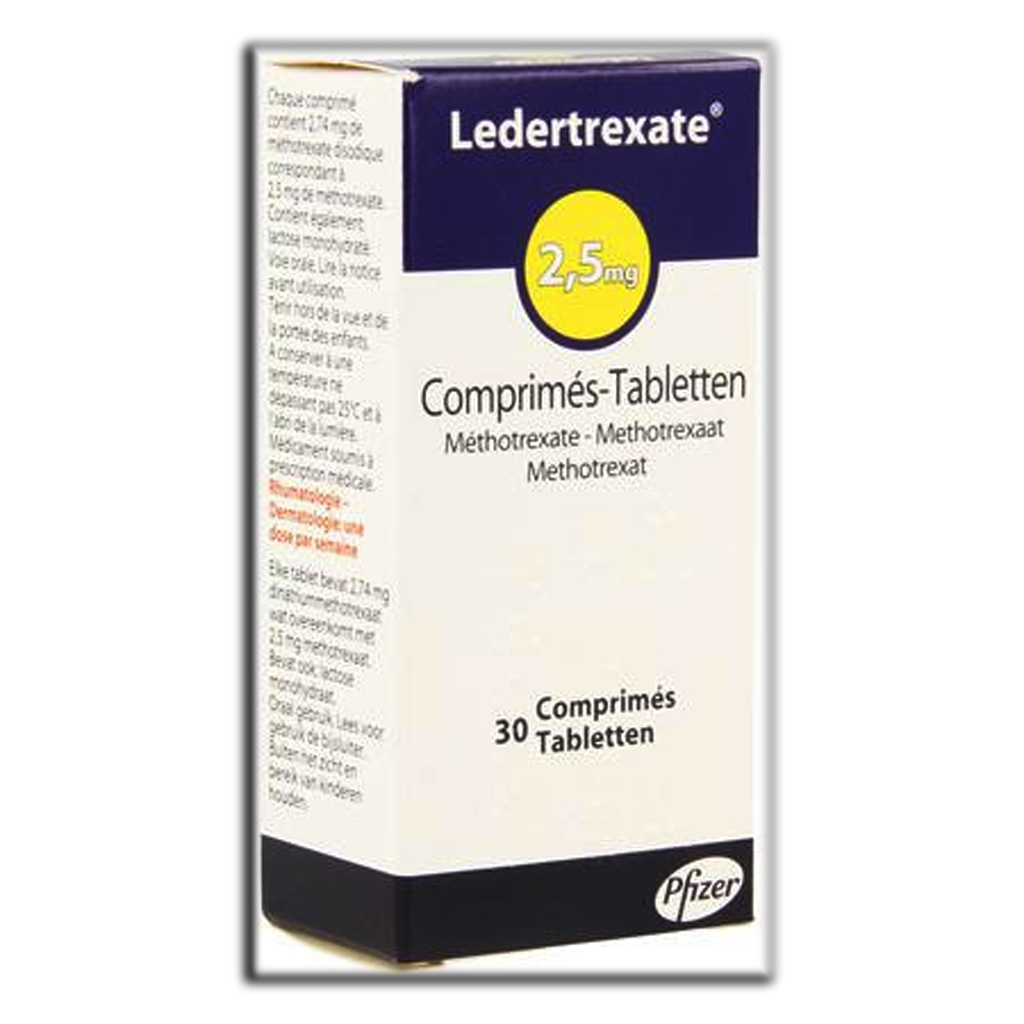 Ledertrexate®
2,5mg
Comprimés-Tabletten
Méthotrexate - Methotrexaat
Methotrexat
30 Comprimés
Tabletten
Pfizer
Chaque comprimé
contient 2,74 mg de
méthotrexate disodique
correspondant à
2,5 mg de méthotrexate.
Contient également:
lactose monohydraté.
Voie orale. Lire la notice
avant utilisation.
Tenir hors de la vue et de
la portée des enfants.
A conserver à une
température ne
dépassant pas 25°C et à
l'abri de la lumière.
Médicament soumis à
prescription médicale.
Rhumatologie –
Dermatologie: une
dose par semaine
Elke tablet bevat 2,74 mg
dinatriummethotrexaat
wat overeenkomt met
2,5 mg methotrexaat.
Bevat ook: lactose
monohydraat.
Oraal gebruik. Lees voor
gebruik de bijsluiter.
Buiten het zicht en
bereik van kinderen
houden.